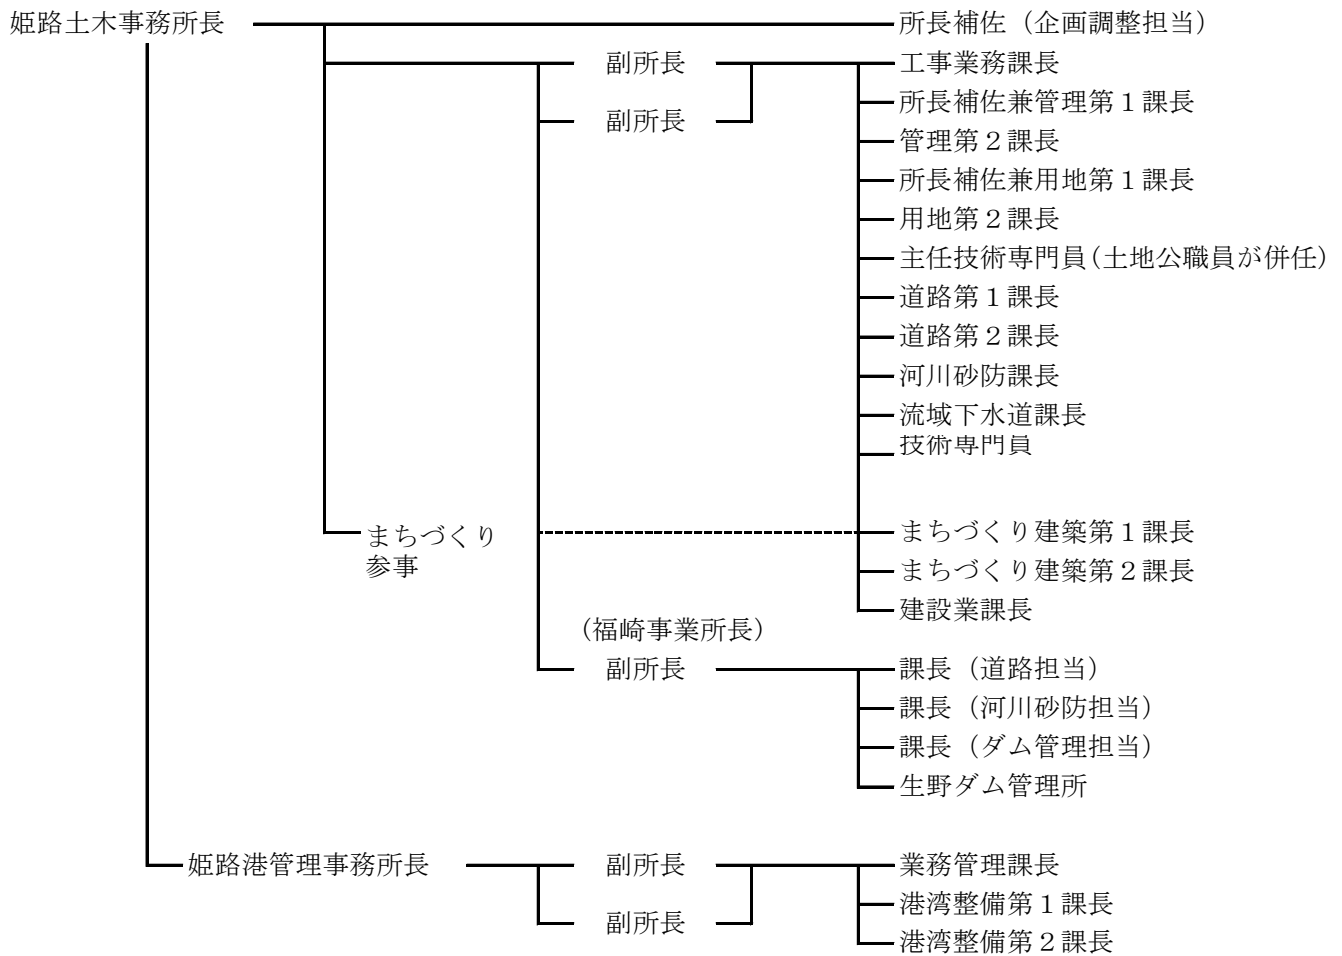 姫路土木事務所長
所長補佐（企画調整担当）
副所長
工事業務課長
所長補佐兼管理第１課長
副所長
管理第２課長
所長補佐兼用地第１課長
用地第２課長
主任技術専門員(土地公職員が併任)
道路第１課長
道路第２課長
河川砂防課長
流域下水道課長
技術専門員
まちづくり
参事
まちづくり建築第１課長
まちづくり建築第２課長
建設業課長
（福崎事業所長）
副所長
課長（道路担当）
課長（河川砂防担当）
課長（ダム管理担当）
生野ダム管理所
姫路港管理事務所長
副所長
業務管理課長
港湾整備第１課長
副所長
港湾整備第２課長